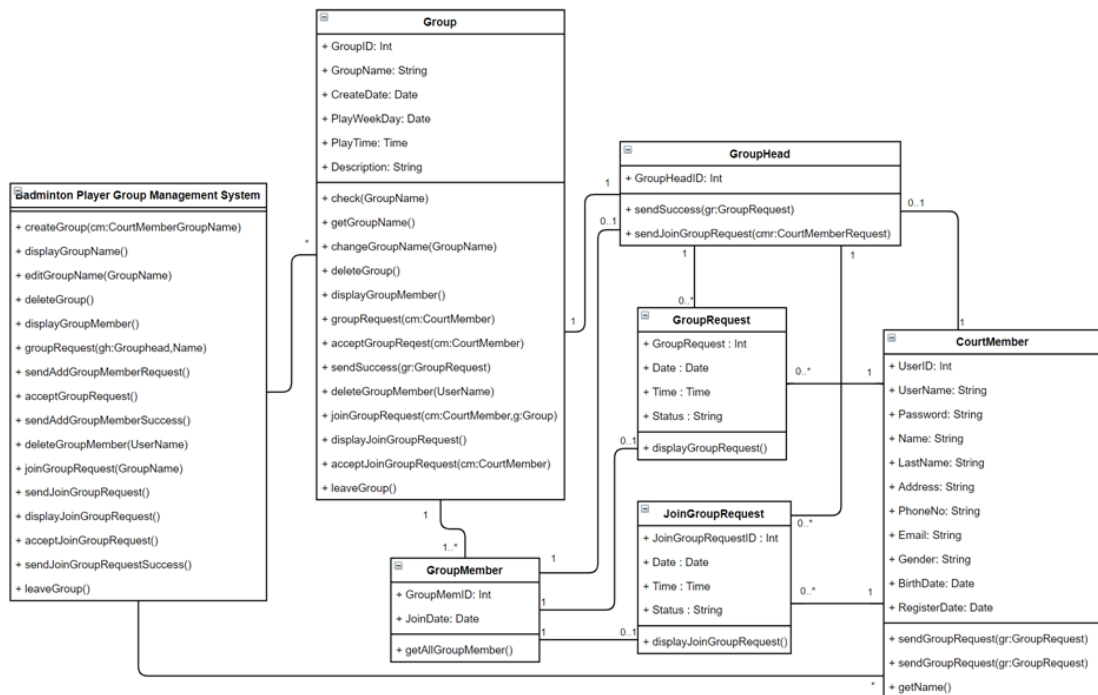 Group
+ GroupID: Int
+ GroupName: String
+ CreateDate: Date
+ PlayWeekDay: Date
+ PlayTime: Time
+ Description: String
+ check(GroupName)
+ getGroupName()
+ changeGroupName(GroupName)
+ deleteGroup()
+ displayGroupMember()
+ groupRequest(cm:CourtMember)
+ acceptGroupReqest(cm:CourtMember)
+ sendSuccess(gr:GroupRequest)
+ deleteGroupMember(UserName)
+ joinGroupRequest(cm:CourtMember,g:Group)
+ displayJoinGroupRequest()
+ acceptJoinGroupRequest(cm:CourtMember)
+ leaveGroup()
Badminton Player Group Management System
+ createGroup(cm:CourtMemberGroupName)
+ displayGroupName()
+ editGroupName(GroupName)
+ deleteGroup()
+ displayGroupMember()
+ groupRequest(gh:Grouphead,Name)
+ sendAddGroupMemberRequest()
+ acceptGroupRequest()
+ sendAddGroupMemberSuccess()
+ deleteGroupMember(UserName)
+ joinGroupRequest(GroupName)
+ sendJoinGroupRequest()
+ displayJoinGroupRequest()
+ acceptJoinGroupRequest()
+ sendJoinGroupRequestSuccess()
+ leaveGroup()
*
GroupHead
+ GroupHeadID: Int
+ sendSuccess(gr:GroupRequest)
+ sendJoinGroupRequest(cmr:CourtMemberRequest)
1
0..1
0..1
1
1
1
0..*
GroupRequest
+ GroupRequest : Int
+ Date : Date
+ Time : Time
+ Status : String
+ displayGroupRequest()
0..*
1
1
0..1
JoinGroupRequest
+ JoinGroupRequestID : Int
+ Date : Date
+ Time : Time
+ Status : String
+ displayJoinGroupRequest()
0..*
0..*
1
0..1
1
1..*
GroupMember
+ GroupMemID: Int
+ JoinDate: Date
+ getAllGroupMember()
1
1
1
CourtMember
+ UserID: Int
+ UserName: String
+ Password: String
+ Name: String
+ LastName: String
+ Address: String
+ PhoneNo: String
+ Email: String
+ Gender: String
+ BirthDate: Date
+ RegisterDate: Date
+ sendGroupRequest(gr:GroupRequest)
+ sendGroupRequest(gr:GroupRequest)
+ getName()
*